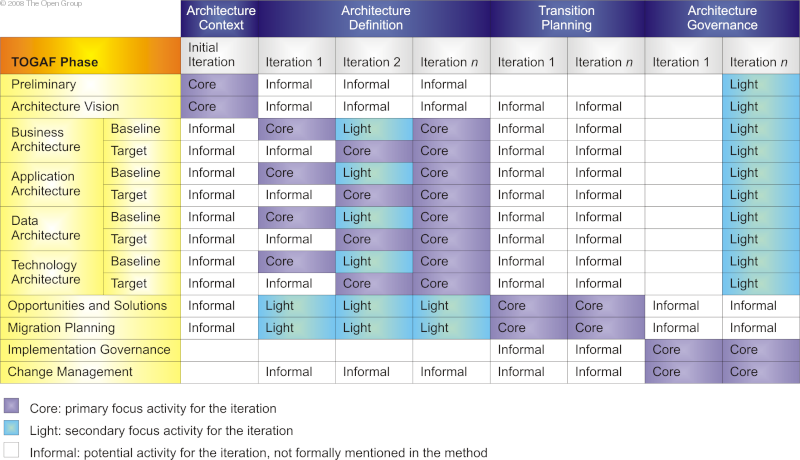 © 2008 The Open Group
Architecture Context Architecture Definition Transition Planning Architecture Governance
TOGAF Phase Initial Iteration Iteration 1 Iteration 2 Iteration n Iteration 1 Iteration n Iteration 1 Iteration n
Preliminary Core Informal Informal Informal Light
Architecture Vision Core Informal Informal Informal Informal Informal Light
Business Architecture Baseline Informal Core Light Core Informal Informal Light
Target Informal Informal Core Core Informal Informal Light
Application Architecture Baseline Informal Core Light Core Informal Informal Light
Target Informal Informal Core Core Informal Informal Light
Data Architecture Baseline Informal Core Light Core Informal Informal Light
Target Informal Informal Core Core Informal Informal Light
Technology Architecture Baseline Informal Core Light Core Informal Informal Light
Target Informal Informal Core Core Informal Informal Light
Opportunities and Solutions Informal Light Light Light Core Core Informal Informal
Migration Planning Informal Light Light Light Core Core Informal Informal
Implementation Governance Informal Informal Core Core
Change Management Informal Informal Informal Informal Informal Core Core
Core: primary focus activity for the iteration
Light: secondary focus activity for the iteration
Informal: potential activity for the iteration, not formally mentioned in the method